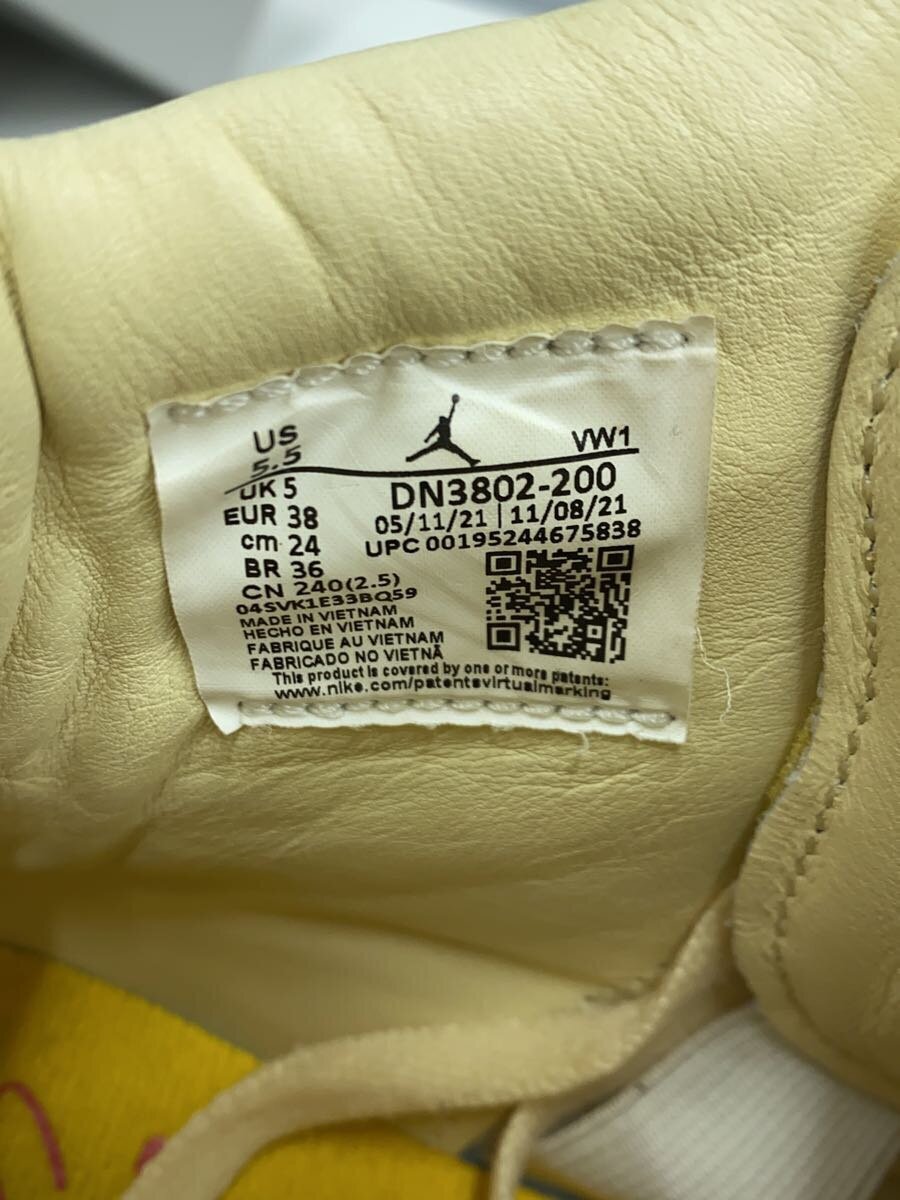 US
5.5
UK 5
EUR 38
cm 24
BR 36
CN 240(2.5)
VW1
DN3802-200
05/11/21 | 11/08/21
UPC 00195244675838
04SVK1E33BQ59
MADE IN VIETNAM
HECHO EN VIETNAM
FABRIQUE AU VIETNAM
FABRICADO NO VIETNÃ
This product is covered by one or more patents:
www.nike.com/patentsvirtualmarking